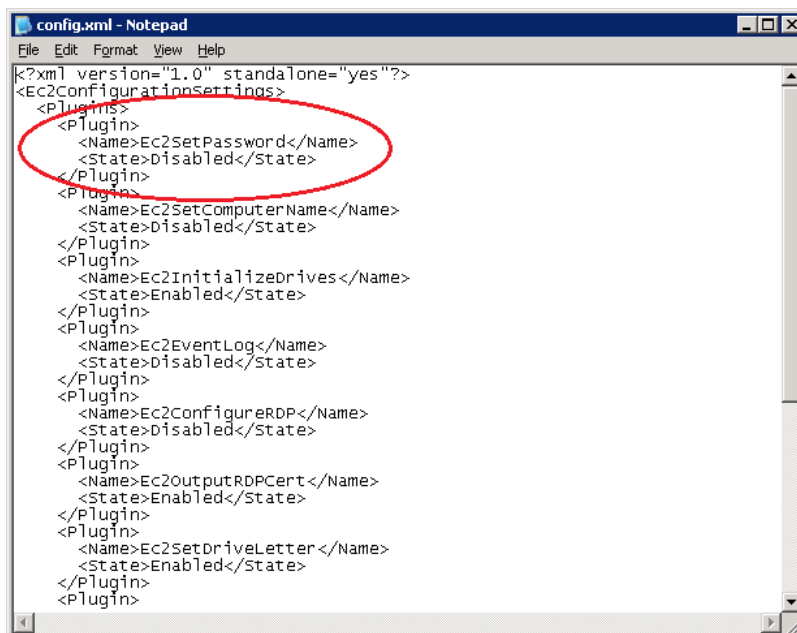 config.xml - Notepad
File Edit Format View Help
<?xml version="1.0" standalone="yes"?>
<Ec2ConfigurationSettings>
<Plugins>
<Plugin>
<Name>Ec2SetPassword</Name>
<State>Disabled</State>
</Plugin>
<Plugin>
<Name>Ec2SetComputerName</Name>
<State>Disabled</State>
</Plugin>
<Plugin>
<Name>Ec2InitializeDrives</Name>
<State>Enabled</State>
</Plugin>
<Plugin>
<Name>Ec2EventLog</Name>
<State>Disabled</State>
</Plugin>
<Plugin>
<Name>Ec2ConfigureRDP</Name>
<State>Disabled</State>
</Plugin>
<Plugin>
<Name>Ec2OutputRDPCert</Name>
<State>Enabled</State>
</Plugin>
<Plugin>
<Name>Ec2SetDriveLetter</Name>
<State>Enabled</State>
</Plugin>
<Plugin>